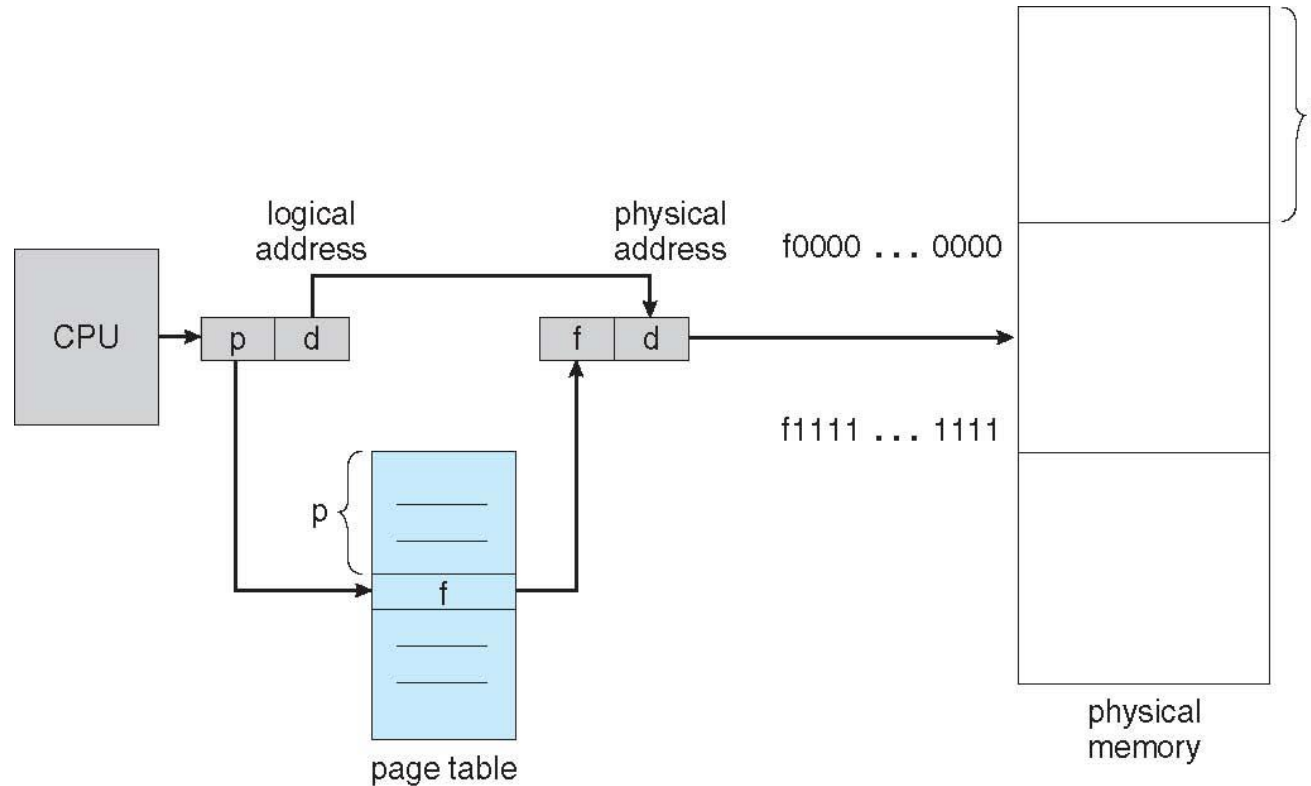 logical
address
physical
address
f0000 ... 0000
CPU
p
d
f
d
f1111 ... 1111
p
f
page table
physical
memory